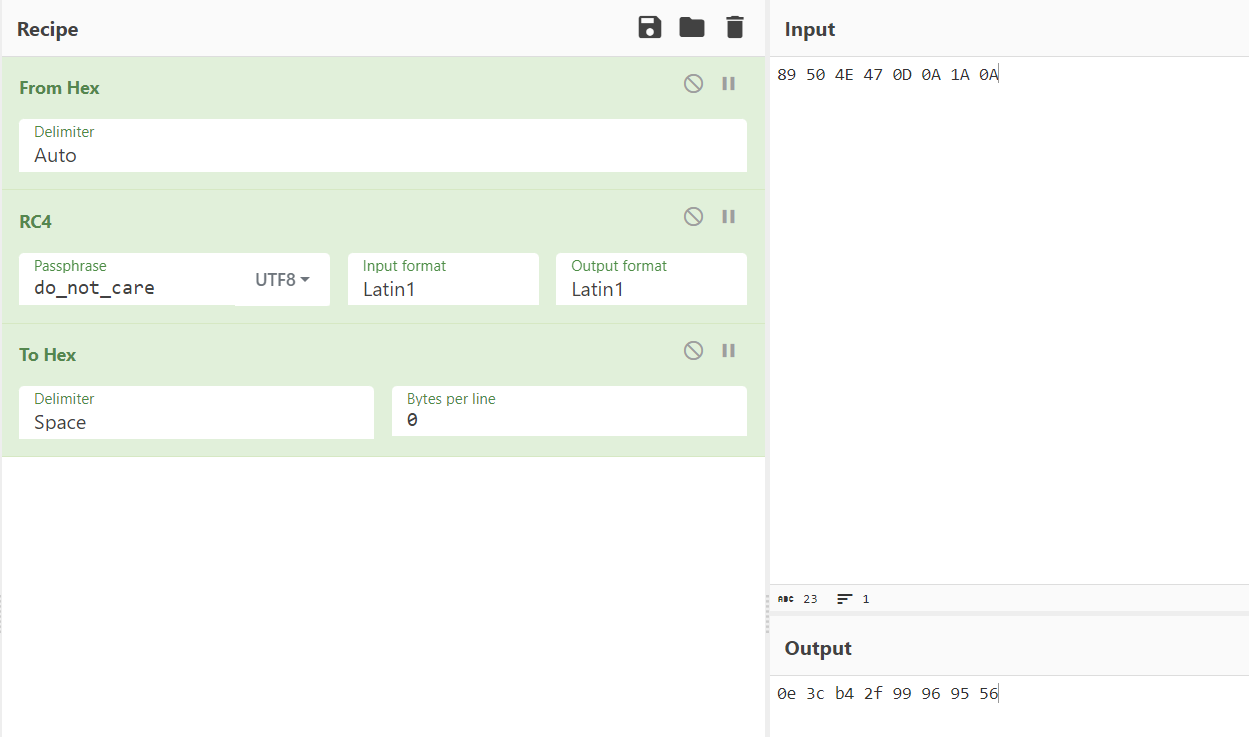 Recipe
From Hex
Delimiter
Auto
RC4
Passphrase
do_not_care
UTF8
Input format
Latin1
Output format
Latin1
To Hex
Delimiter
Space
Bytes per line
0
Input
89 50 4E 47 0D 0A 1A 0A
ABC 23 1
Output
0e 3c b4 2f 99 96 95 56